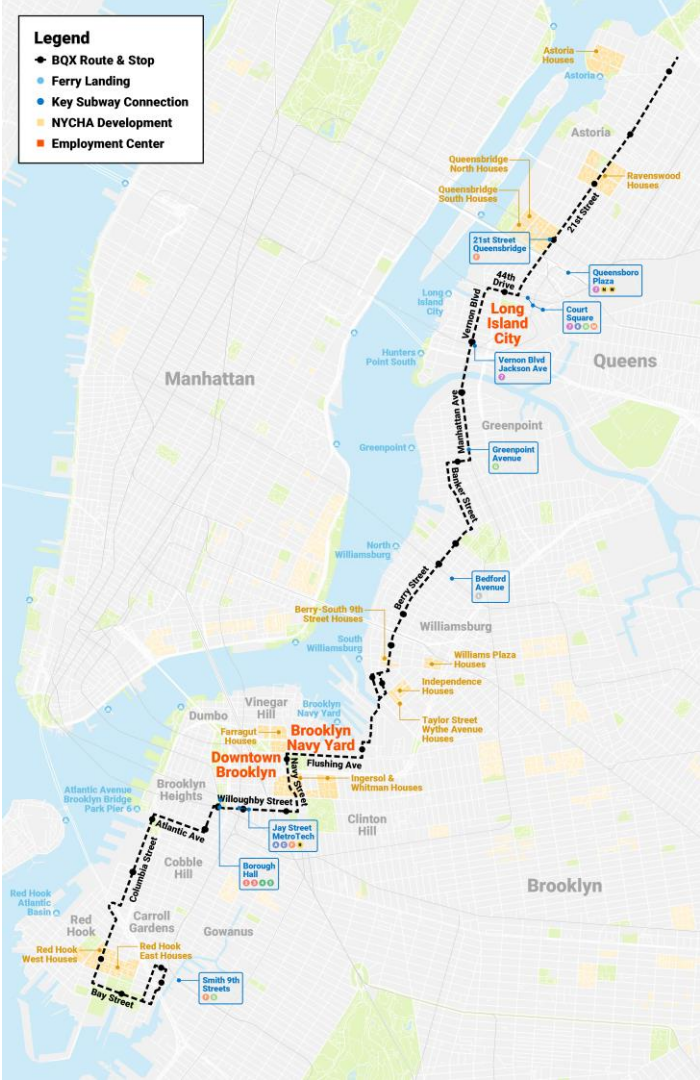 Legend
BQX Route & Stop
Ferry Landing
Key Subway Connection
NYCHA Development
Employment Center
Astoria
Houses
Astoria
Astoria
Queensbridge
North Houses
Ravenswood
Houses
Queensbridge
South Houses
21st Street
21st Street
Queensbridge
F
Queensboro
Plaza
7 N W
44th
Drive
Long
Island
City
Court
Square
7 E G M
Long
Island
City
Vernon Blvd
Hunters
Point South
Vernon Blvd
Jackson Ave
7
Queens
Manhattan
Manhattan Ave
Greenpoint
Greenpoint
Greenpoint
Avenue
G
Banker Street
North
Williamsburg
Bedford
Avenue
L
Berry Street
Berry-South 9th
Street Houses
Williamsburg
South
Williamsburg
Williams Plaza
Houses
Independence
Houses
Taylor Street
Wythe Avenue
Houses
Brooklyn
Navy Yard
Vinegar
Hill
Dumbo
Farragut
Houses
Brooklyn
Navy Yard
Downtown
Brooklyn
Flushing Ave
Navy Street
Ingersol &
Whitman Houses
Brooklyn
Heights
Willoughby Street
Atlantic Avenue
Brooklyn Bridge
Park Pier 6
Atlantic Ave
Jay Street
MetroTech
A C F R
Clinton
Hill
Cobble
Hill
Borough
Hall
2 3 4 5
Columbia Street
Brooklyn
Red Hook
Atlantic
Basin
Red
Hook
Carroll
Gardens
Gowanus
Red Hook
West Houses
Red Hook
East Houses
Bay Street
Smith 9th
Streets
F G